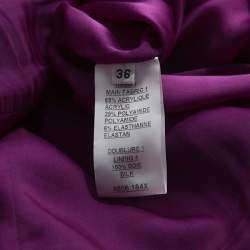 36
MAIN FABRIC 1
65% ACRYLIQUE
ACRYLIC
29% POLYAMIDE
POLYAMIDE
6% ELASTHANNE
ELASTAN
DOUBLURE 1
LINING 1
100% SOIE
SILK